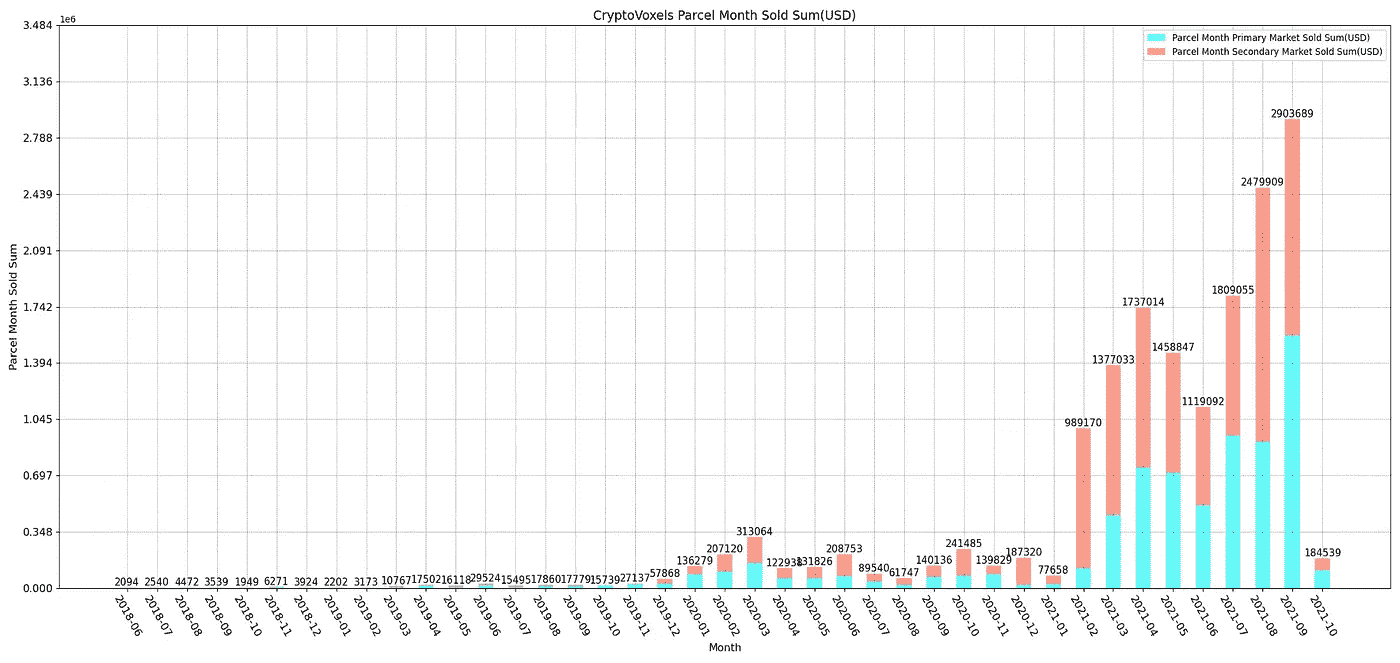 CryptoVoxels Parcel Month Sold Sum(USD)
1e6
Parcel Month Primary Market Sold Sum(USD)
Parcel Month Secondary Market Sold Sum(USD)
Parcel Month Sold Sum
3.484
3.136
2.788
2.439
2.091
1.742
1.394
1.045
0.697
0.348
0.000
2094 2540 4472 3539 1949 6271 3924 2202 3173 10767 17502 16118 29524 15495 17860 17779 15739 27137 57868 136279 207120 313064 122938 131826 208753 89540 61747 140136 241485 139829 187320 77658 989170 1377033 1737014 1458847 1119092 1809055 2479909 2903689 184539
2018-06 2018-07 2018-08 2018-09 2018-10 2018-11 2018-12 2019-01 2019-02 2019-03 2019-04 2019-05 2019-06 2019-07 2019-08 2019-09 2019-10 2019-11 2019-12 2020-01 2020-02 2020-03 2020-04 2020-05 2020-06 2020-07 2020-08 2020-09 2020-10 2020-11 2020-12 2021-01 2021-02 2021-03 2021-04 2021-05 2021-06 2021-07 2021-08 2021-09 2021-10
Month